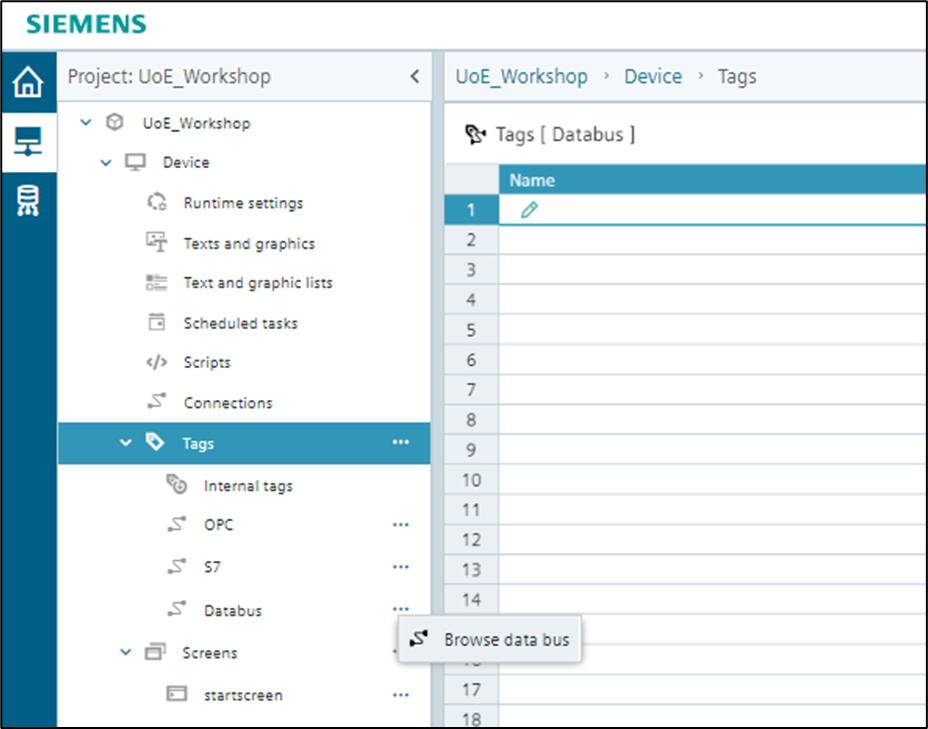 SIEMENS
Project: UoE_Workshop
UoE_Workshop
Device
Runtime settings
Texts and graphics
Text and graphic lists
Scheduled tasks
Scripts
Connections
Tags
Internal tags
OPC
S7
Databus
Browse data bus
Screens
startscreen
UoE_Workshop > Device > Tags
Tags [ Databus ]
Name
1
2
3
4
5
6
7
8
9
10
11
12
13
14
17
18